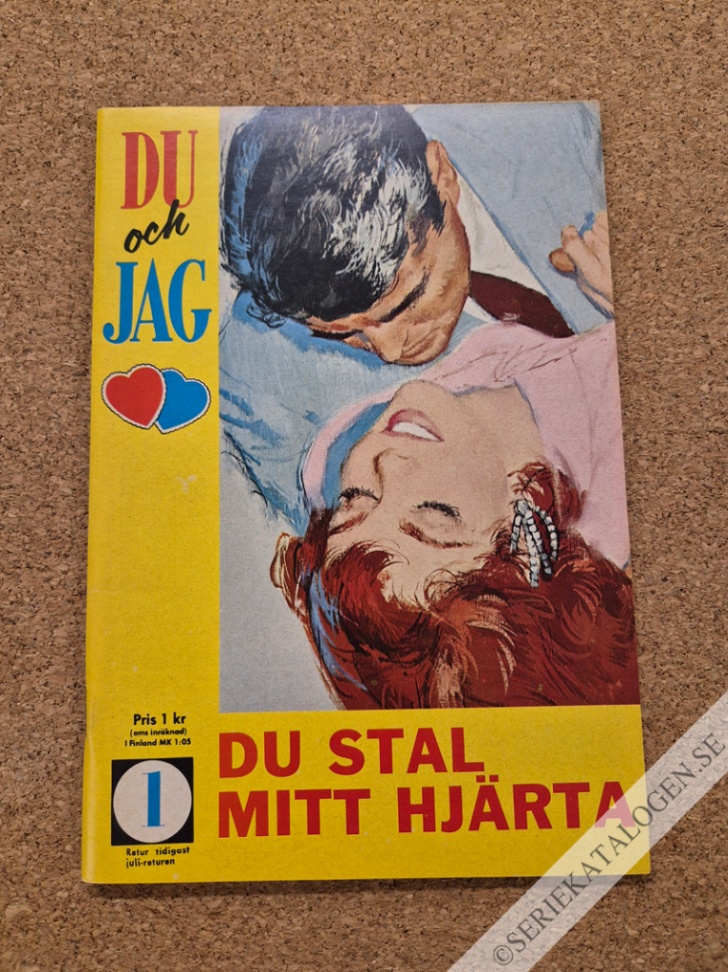 DU
och
JAG
Pris 1 kr
(oms inräknad)
I Finland MK 1:05
1
Retur tidigast
juli-returen
DU STAL
MITT HJÄRTA
©SERIEKATALOGEN.SE